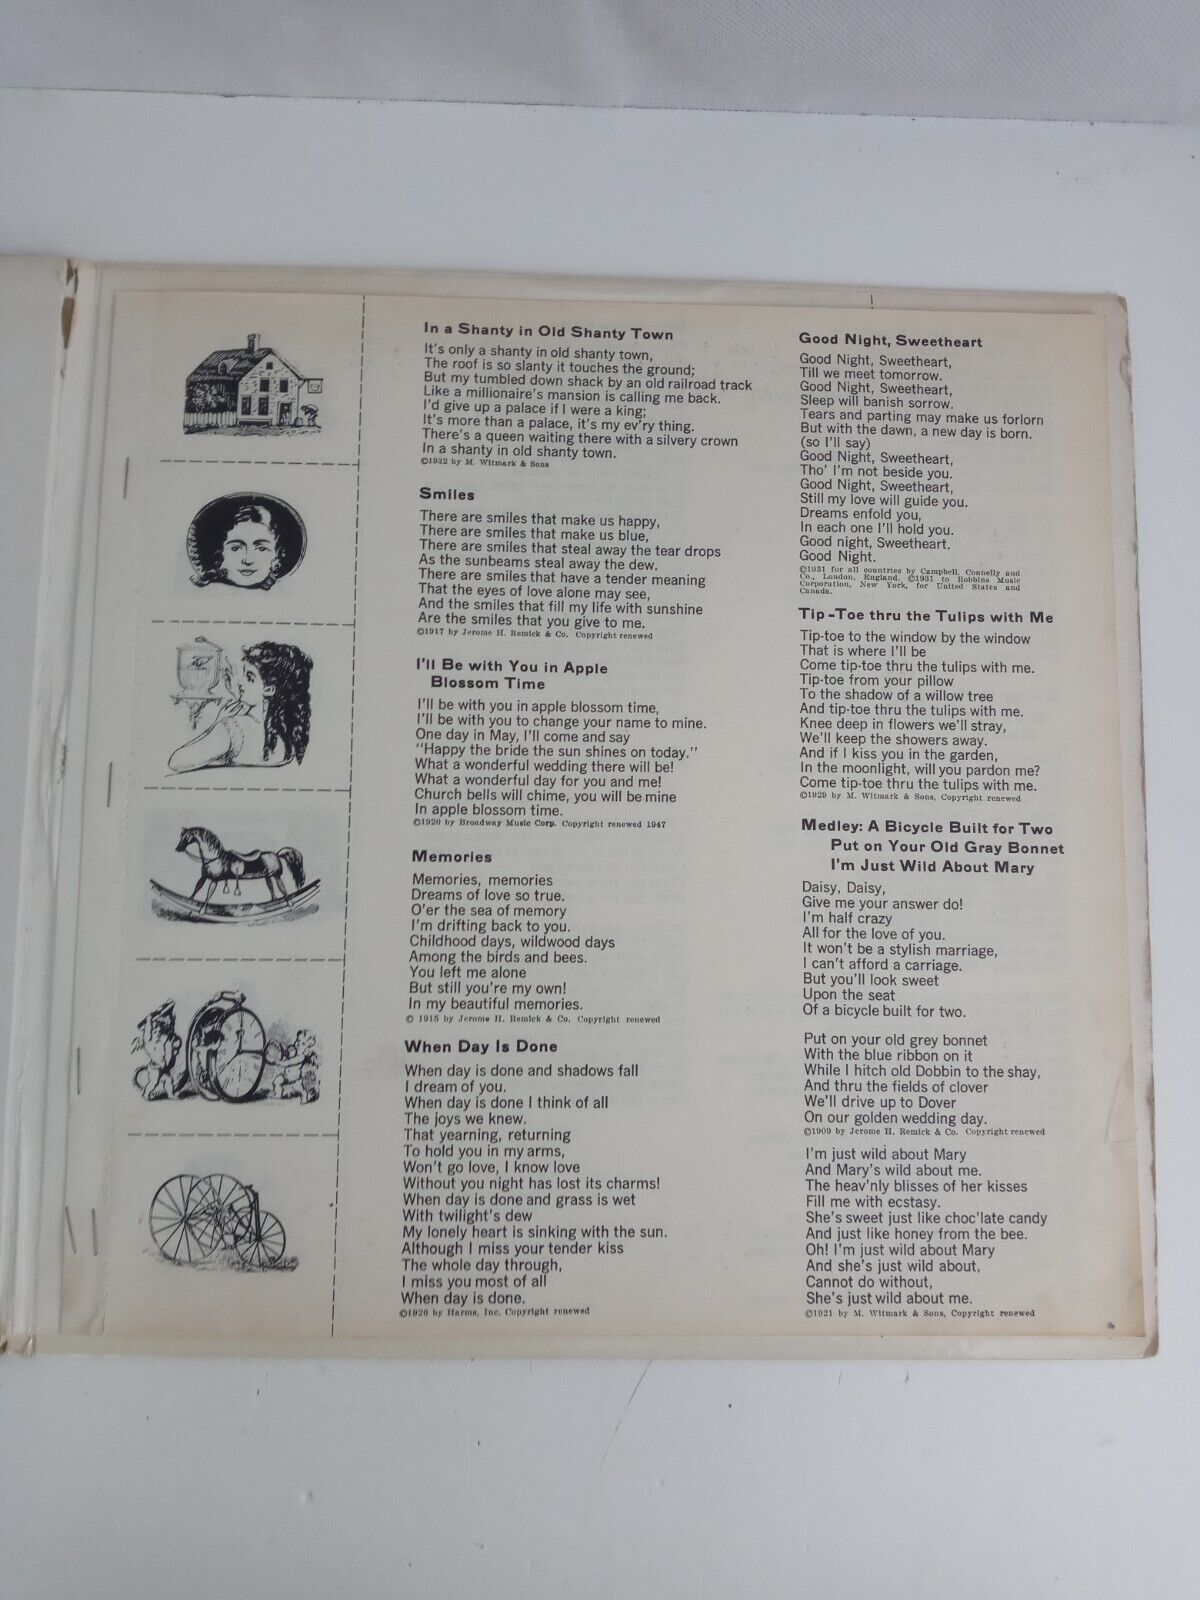 In a Shanty in Old Shanty Town
It's only a shanty in old shanty town,
The roof is so slanty it touches the ground;
But my tumbled down shack by an old railroad track
Like a millionaire's mansion is calling me back.
I'd give up a palace if I were a king;
It's more than a palace, it's my ev'ry thing.
There's a queen waiting there with a silvery crown
In a shanty in old shanty town.
©1932 by M. Witmark & Sons
Smiles
There are smiles that make us happy,
There are smiles that make us blue,
There are smiles that steal away the tear drops
As the sunbeams steal away the dew.
There are smiles that have a tender meaning
That the eyes of love alone may see,
And the smiles that fill my life with sunshine
Are the smiles that you give to me.
©1917 by Jerome H. Remick & Co. Copyright renewed
I'll Be with You in Apple
Blossom Time
I'll be with you in apple blossom time,
I'll be with you to change your name to mine.
One day in May, I'll come and say
"Happy the bride the sun shines on today."
What a wonderful wedding there will be!
What a wonderful day for you and me!
Church bells will chime, you will be mine
In apple blossom time.
©1920 by Broadway Music Corp. Copyright renewed 1947
Memories
Memories, memories
Dreams of love so true.
O'er the sea of memory
I'm drifting back to you.
Childhood days, wildwood days
Among the birds and bees.
You left me alone
But still you're my own!
In my beautiful memories.
© 1915 by Jerome H. Remick & Co. Copyright renewed
When Day Is Done
When day is done and shadows fall
I dream of you.
When day is done I think of all
The joys we knew.
That yearning, returning
To hold you in my arms,
Won't go love, I know love
Without you night has lost its charms!
When day is done and grass is wet
With twilight's dew
My lonely heart is sinking with the sun.
Although I miss your tender kiss
The whole day through,
I miss you most of all
When day is done.
©1926 by Harms, Inc. Copyright renewed
Good Night, Sweetheart
Good Night, Sweetheart,
Till we meet tomorrow.
Good Night, Sweetheart,
Sleep will banish sorrow.
Tears and parting may make us forlorn
But with the dawn, a new day is born.
(so I'll say)
Good Night, Sweetheart,
Tho' I'm not beside you.
Good Night, Sweetheart,
Still my love will guide you.
Dreams enfold you,
In each one I'll hold you.
Good night, Sweetheart,
Good Night.
©1931 for all countries by Campbell, Connelly and
Co., London, England. ©1931 to Robbins Music
Corporation, New York, for United States and
Canada.
Tip-Toe thru the Tulips with Me
Tip-toe to the window by the window
That is where I'll be
Come tip-toe thru the tulips with me.
Tip-toe from your pillow
To the shadow of a willow tree
And tip-toe thru the tulips with me.
Knee deep in flowers we'll stray,
We'll keep the showers away.
And if I kiss you in the garden,
In the moonlight, will you pardon me?
Come tip-toe thru the tulips with me.
©1929 by M. Witmark & Sons, Copyright renewed
Medley: A Bicycle Built for Two
Put on Your Old Gray Bonnet
I'm Just Wild About Mary
Daisy, Daisy,
Give me your answer do!
I'm half crazy
All for the love of you.
It won't be a stylish marriage,
I can't afford a carriage.
But you'll look sweet
Upon the seat
Of a bicycle built for two.
Put on your old grey bonnet
With the blue ribbon on it
While I hitch old Dobbin to the shay,
And thru the fields of clover
We'll drive up to Dover
On our golden wedding day.
©1909 by Jerome H. Remick & Co. Copyright renewed
I'm just wild about Mary
And Mary's wild about me.
The heav'nly blisses of her kisses
Fill me with ecstasy.
She's sweet just like choc'late candy
And just like honey from the bee.
Oh! I'm just wild about Mary
And she's just wild about,
Cannot do without,
She's just wild about me.
©1921 by M. Witmark & Sons, Copyright renewed